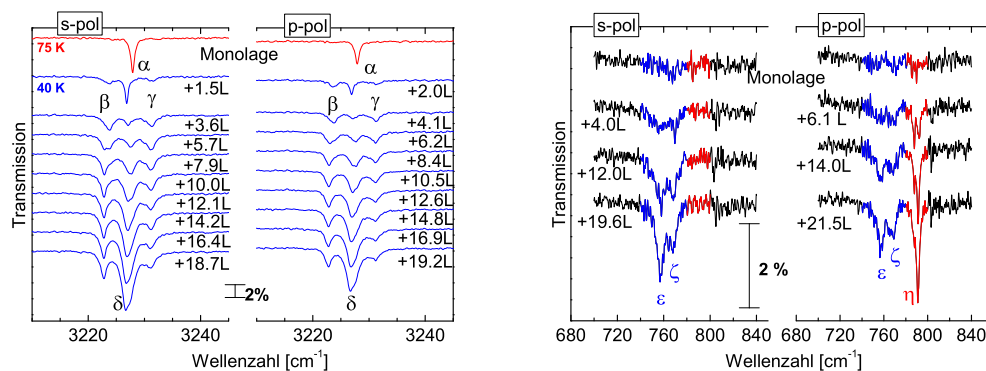 s-pol
p-pol
75 K
Monolage
α
α
40 K
β
γ
+1.5L
β
γ
+2.0L
+3.6L
+4.1L
+5.7L
+6.2L
+7.9L
+8.4L
+10.0L
+10.5L
+12.1L
+12.6L
+14.2L
+14.8L
+16.4L
+16.9L
+18.7L
+19.2L
δ
δ
2%
Transmission
3220
3240
3220
3240
Wellenzahl [cm-1]
s-pol
p-pol
Monolage
+4.0L
+6.1 L
+12.0L
+14.0L
+19.6L
+21.5L
ε
ζ
ε
ζ
η
2 %
Transmission
680
720
760
800
840
680
720
760
800
840
Wellenzahl [cm-1]